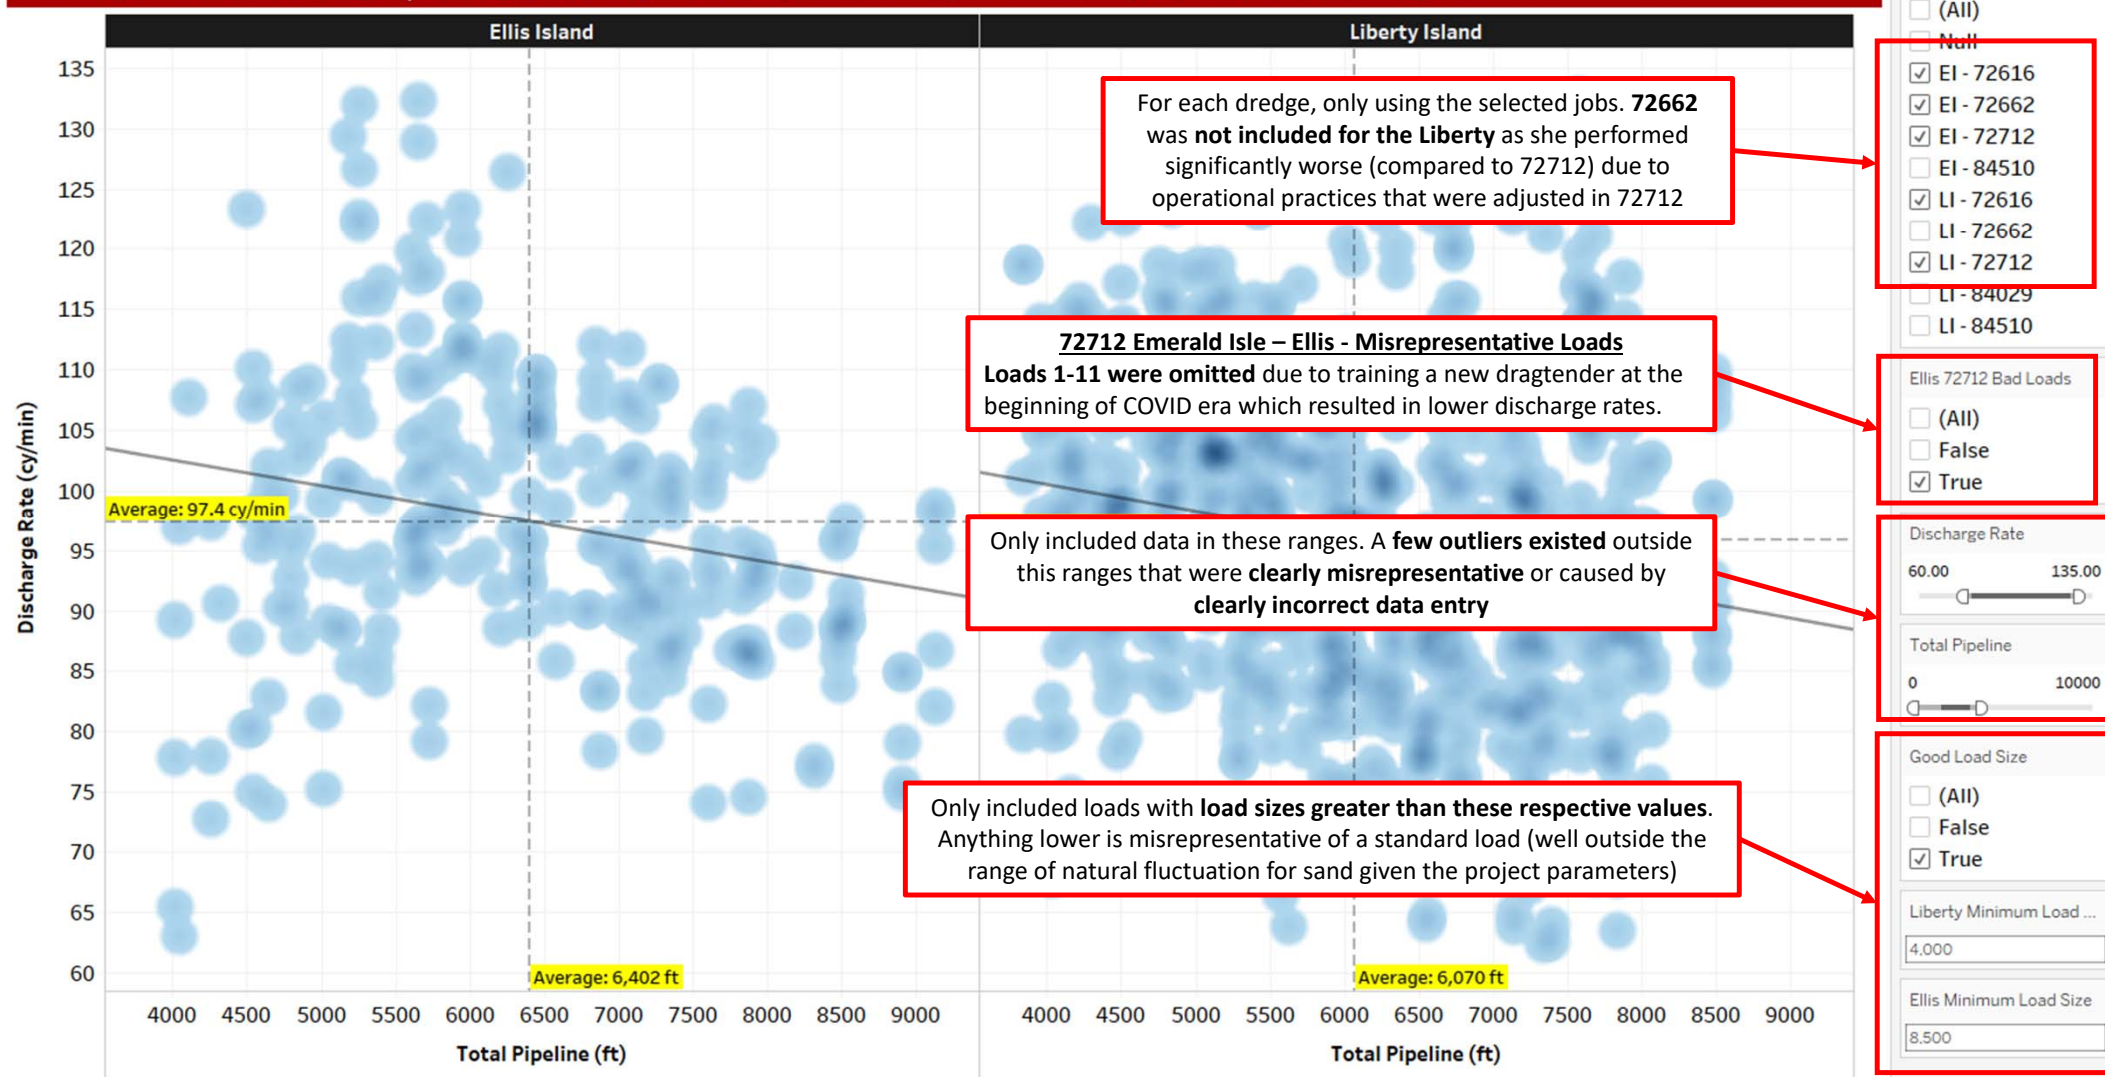 Ellis Island
Liberty Island
135
130
125
120
115
110
105
100
95
90
85
80
75
70
65
60
Discharge Rate (cy/min)
Average: 97.4 cy/min
Average: 6,402 ft
Average: 6,070 ft
4000 4500 5000 5500 6000 6500 7000 7500 8000 8500 9000
4000 4500 5000 5500 6000 6500 7000 7500 8000 8500 9000
Total Pipeline (ft)
Total Pipeline (ft)
For each dredge, only using the selected jobs. 72662
was not included for the Liberty as she performed
significantly worse (compared to 72712) due to
operational practices that were adjusted in 72712
72712 Emerald Isle – Ellis - Misrepresentative Loads
Loads 1-11 were omitted due to training a new dragtender at the
beginning of COVID era which resulted in lower discharge rates.
Only included data in these ranges. A few outliers existed outside
this ranges that were clearly misrepresentative or caused by
clearly incorrect data entry
Only included loads with load sizes greater than these respective values.
Anything lower is misrepresentative of a standard load (well outside the
range of natural fluctuation for sand given the project parameters)
(All)
Null
EI - 72616
EI - 72662
EI - 72712
EI - 84510
LI - 72616
LI - 72662
LI - 72712
LI - 84029
LI - 84510
Ellis 72712 Bad Loads
(All)
False
True
Discharge Rate
60.00 135.00
Total Pipeline
0 10000
Good Load Size
(All)
False
True
Liberty Minimum Load ...
4,000
Ellis Minimum Load Size
8,500